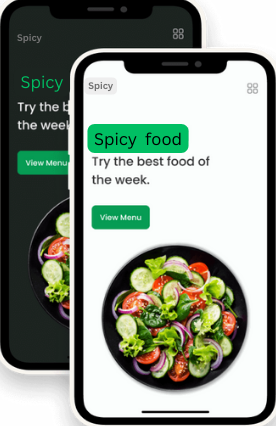 Spicy
Spicy
Try the b
the week
View Menu
Spicy
Spicy food
Try the best food of
the week.
View Menu